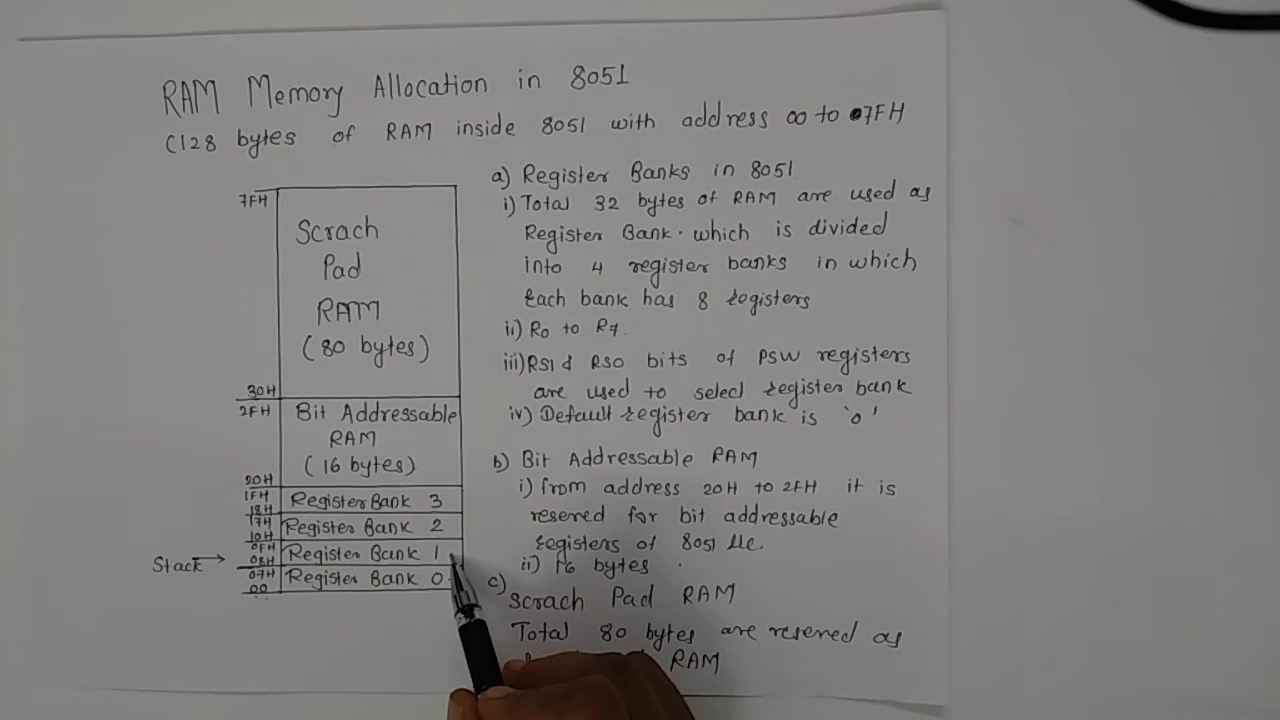 RAM Memory Allocation in 8051
(128 bytes of RAM inside 8051 with address 00 to 07FH
7FH
Scrach
Pad
RAM
(80 bytes)
30H
2FH
Bit Addressable
RAM
(16 bytes)
20H
1FH
Register Bank 3
18H
17H
Register Bank 2
10H
0FH
Register Bank 1
08H
Stack
07H
Register Bank 0
00
a) Register Banks in 8051
i) Total 32 bytes of RAM are used as
Register Bank. which is divided
into 4 register banks in which
Each bank has 8 registers
ii) R0 to R7.
iii) RS1 & RS0 bits of PSW registers
are used to select register bank
iv) Default register bank is '0'
b) Bit Addressable RAM
i) from address 20H to 2FH it is
reserved for bit addressable
registers of 8051 UC.
ii) 16 bytes
c)
Scrach Pad RAM
Total 80 bytes are reserved as
RAM